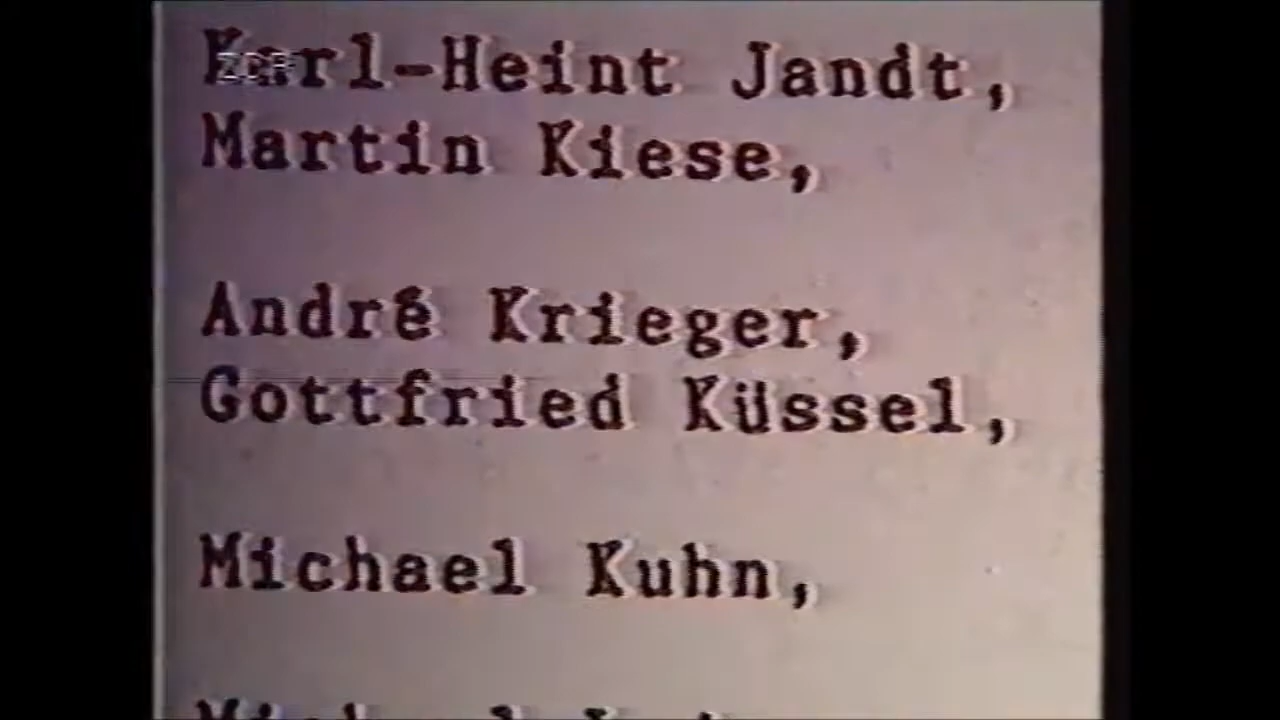 Karl-Heint Jandt,
Martin Kiese,
André Krieger,
Gottfried Küssel,
Michael Kuhn,